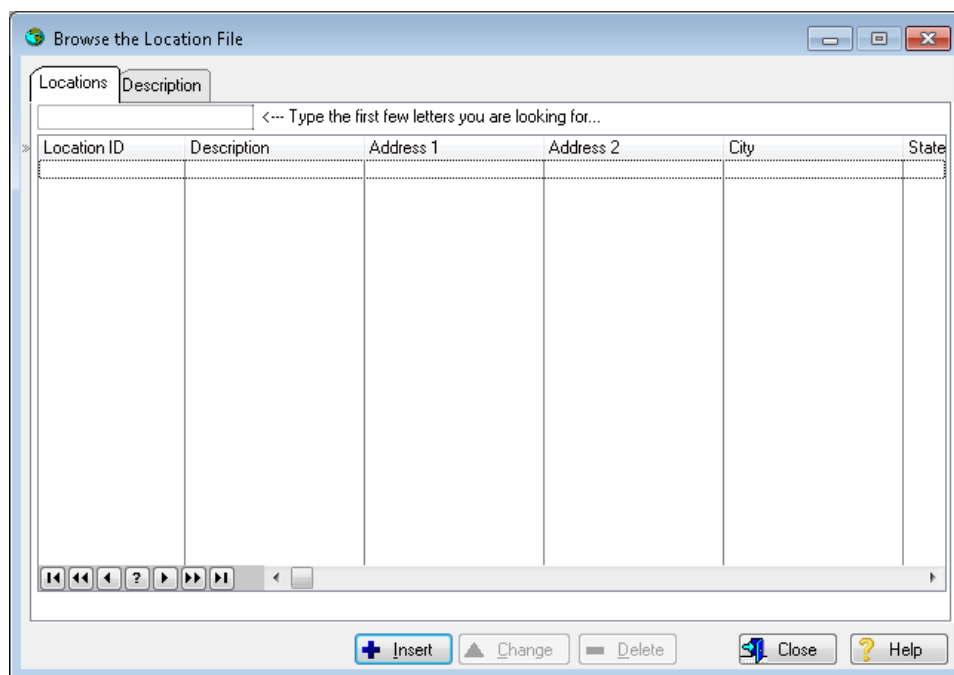 Browse the Location File
Locations Description
<--- Type the first few letters you are looking for...
Location ID Description Address 1 Address 2 City State
?
Insert Change Delete Close Help